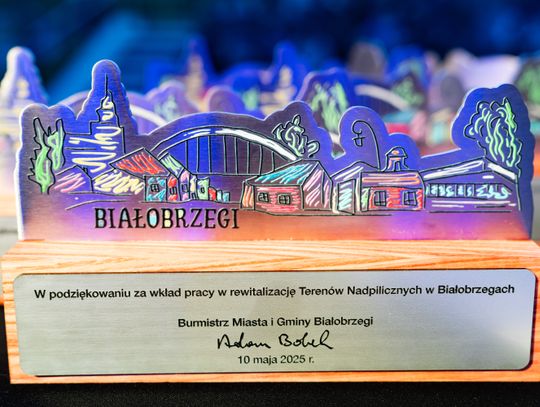 BIAŁOBRZEGI
W podziękowaniu za wkład pracy w rewitalizację Terenów Nadpilicznych w Białobrzegach
Burmistrz Miasta i Gminy Białobrzegi
Adam Bolek
10 maja 2025 r.